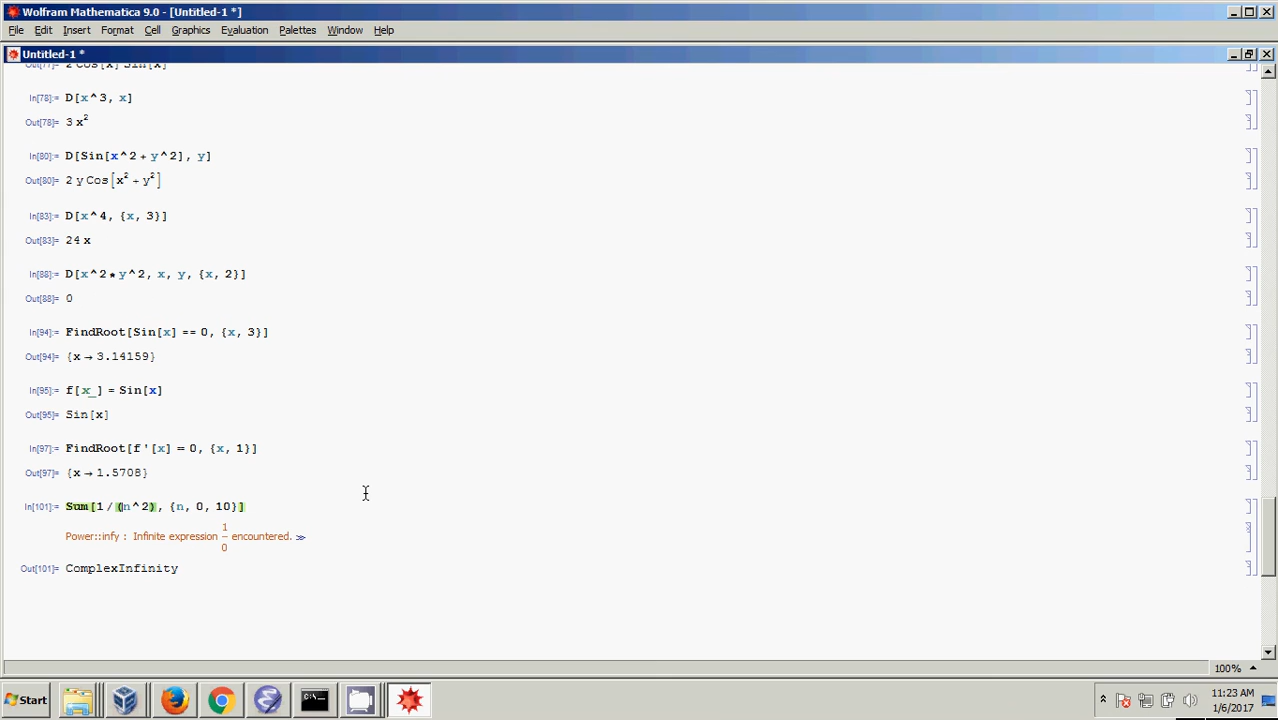 Wolfram Mathematica 9.0 - [Untitled-1 *]
File Edit Insert Format Cell Graphics Evaluation Palettes Window Help
Untitled-1 *
Out[77]= 2 Cos[x] Sin[x]
In[78]:= D[x^3, x]
Out[78]= 3 x²
In[80]:= D[Sin[x^2 + y^2], y]
Out[80]= 2 y Cos[x² + y²]
In[83]:= D[x^4, {x, 3}]
Out[83]= 24 x
In[88]:= D[x^2*y^2, x, y, {x, 2}]
Out[88]= 0
In[94]:= FindRoot[Sin[x] == 0, {x, 3}]
Out[94]= {x → 3.14159}
In[95]:= f[x_] = Sin[x]
Out[95]= Sin[x]
In[97]:= FindRoot[f'[x] = 0, {x, 1}]
Out[97]= {x → 1.5708}
In[101]:= Sum[1/(n^2), {n, 0, 10}]
Power::infy : Infinite expression 1/0 encountered. ≫
Out[101]= ComplexInfinity
100%
Start
11:23 AM
1/6/2017